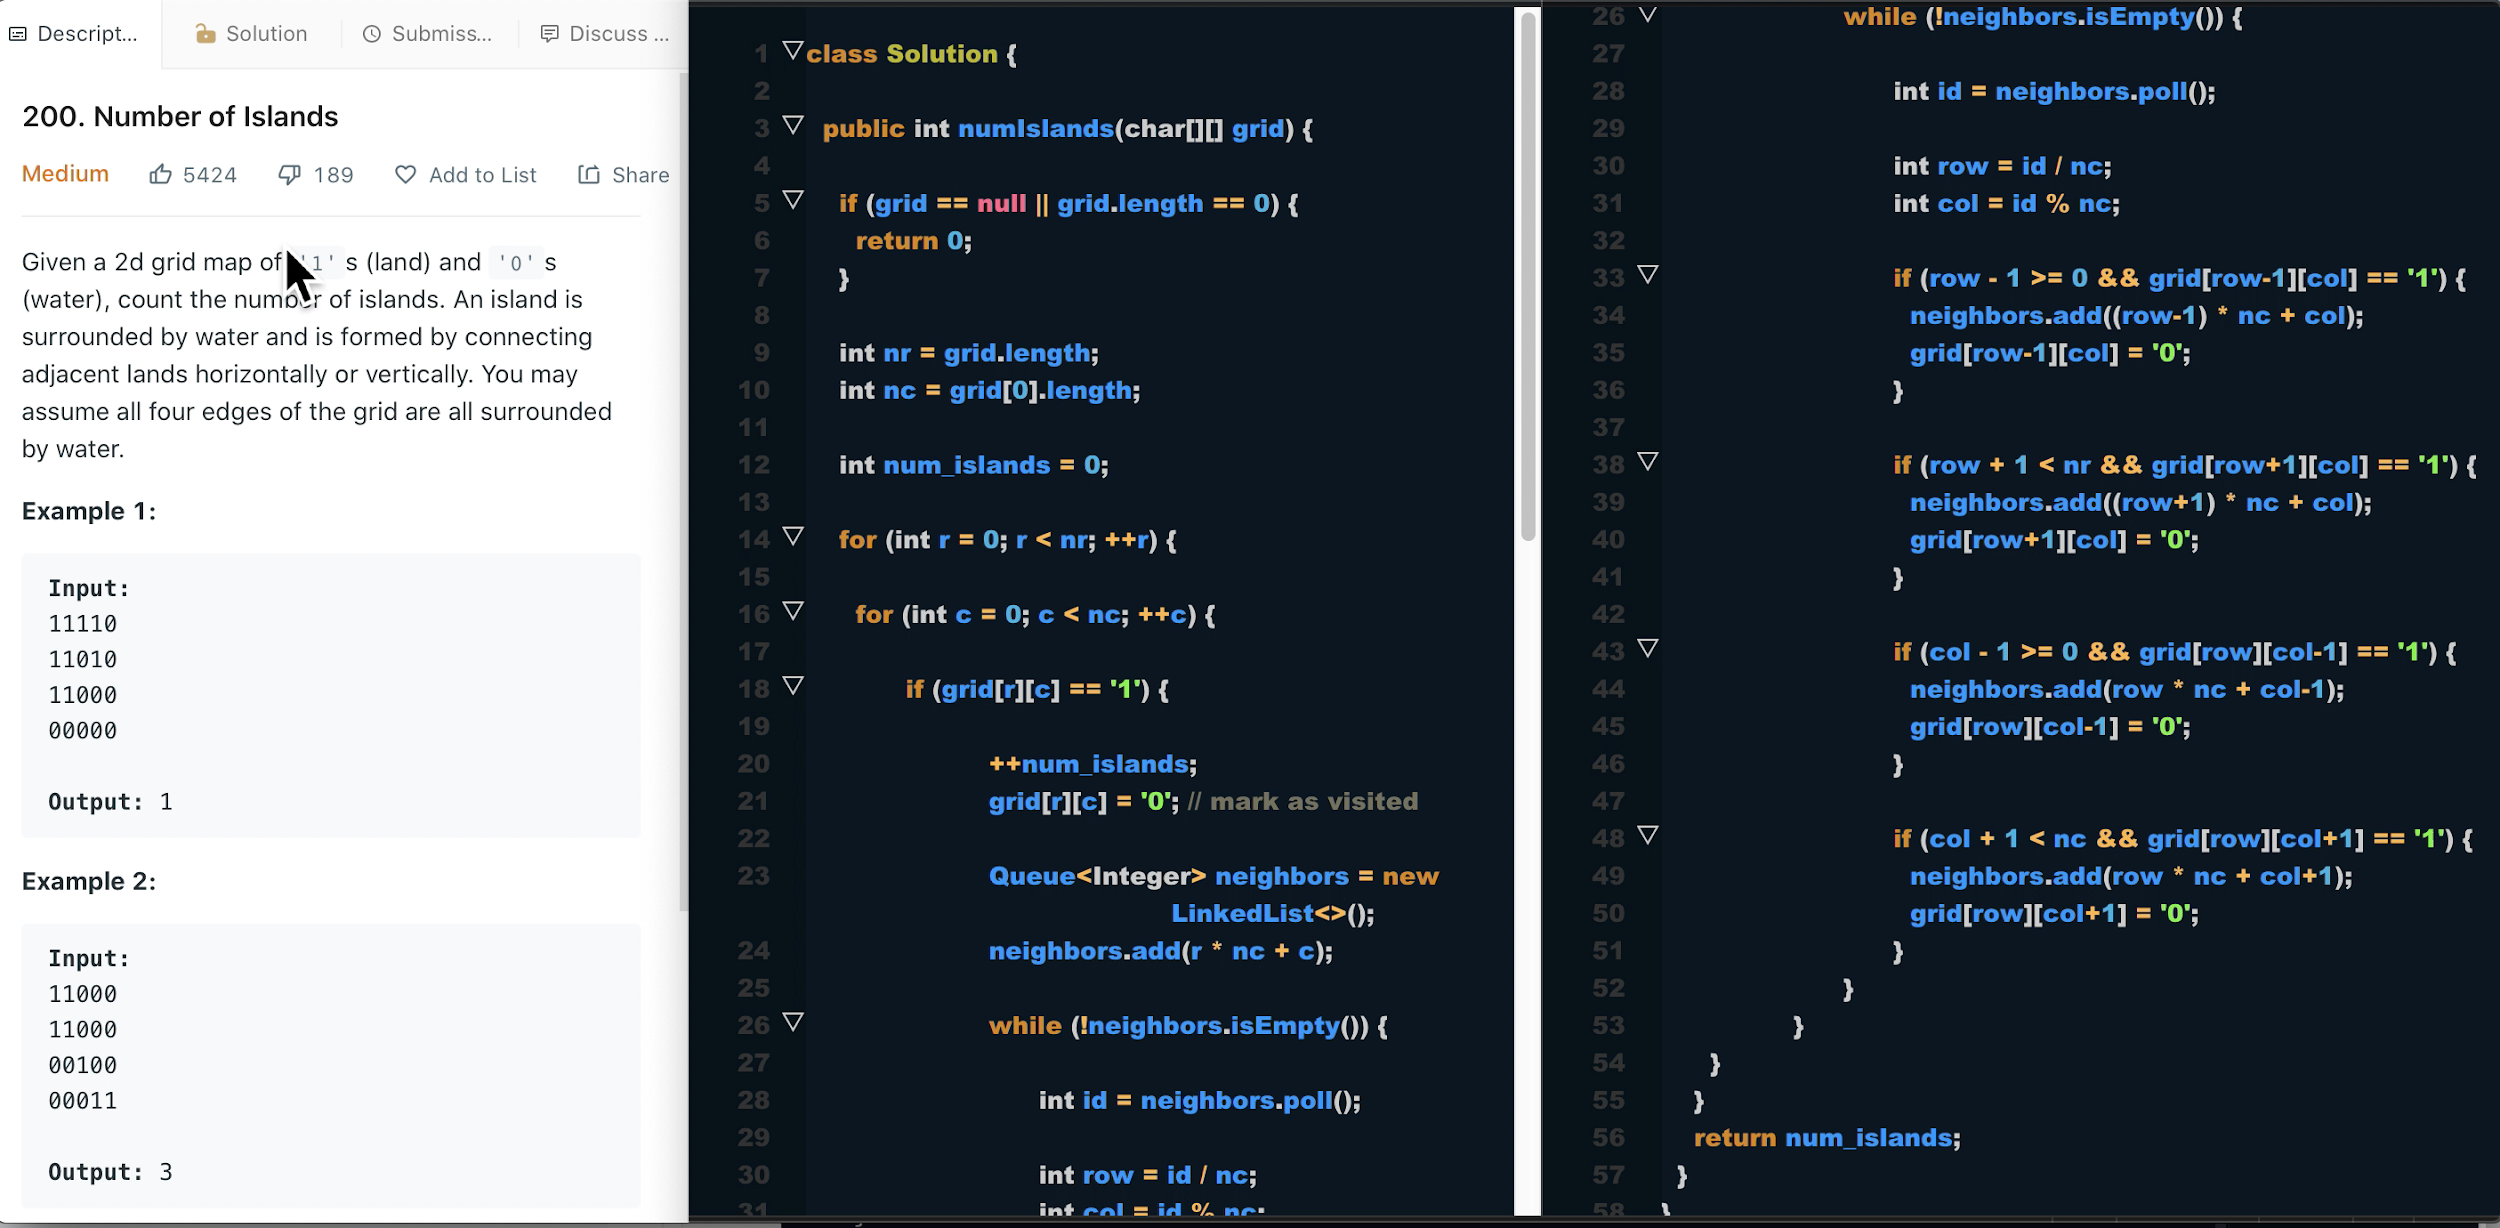 Descript...
Solution
Submiss...
Discuss ...
200. Number of Islands
Medium 5424 189 Add to List Share
Given a 2d grid map of '1' s (land) and '0' s
(water), count the number of islands. An island is
surrounded by water and is formed by connecting
adjacent lands horizontally or vertically. You may
assume all four edges of the grid are all surrounded
by water.
Example 1:
Input:
11110
11010
11000
00000
Output: 1
Example 2:
Input:
11000
11000
00100
00011
Output: 3
1 class Solution {
2
3 public int numIslands(char[][] grid) {
4
5 if (grid == null || grid.length == 0) {
6 return 0;
7 }
8
9 int nr = grid.length;
10 int nc = grid[0].length;
11
12 int num_islands = 0;
13
14 for (int r = 0; r < nr; ++r) {
15
16 for (int c = 0; c < nc; ++c) {
17
18 if (grid[r][c] == '1') {
19
20 ++num_islands;
21 grid[r][c] = '0'; // mark as visited
22
23 Queue<Integer> neighbors = new
LinkedList<>();
24 neighbors.add(r * nc + c);
25
26 while (!neighbors.isEmpty()) {
27
28 int id = neighbors.poll();
29
30 int row = id / nc;
31 int col = id % nc;
26 while (!neighbors.isEmpty()) {
27
28 int id = neighbors.poll();
29
30 int row = id / nc;
31 int col = id % nc;
32
33 if (row - 1 >= 0 && grid[row-1][col] == '1') {
34 neighbors.add((row-1) * nc + col);
35 grid[row-1][col] = '0';
36 }
37
38 if (row + 1 < nr && grid[row+1][col] == '1') {
39 neighbors.add((row+1) * nc + col);
40 grid[row+1][col] = '0';
41 }
42
43 if (col - 1 >= 0 && grid[row][col-1] == '1') {
44 neighbors.add(row * nc + col-1);
45 grid[row][col-1] = '0';
46 }
47
48 if (col + 1 < nc && grid[row][col+1] == '1') {
49 neighbors.add(row * nc + col+1);
50 grid[row][col+1] = '0';
51 }
52 }
53 }
54 }
55 }
56 return num_islands;
57 }
58 }